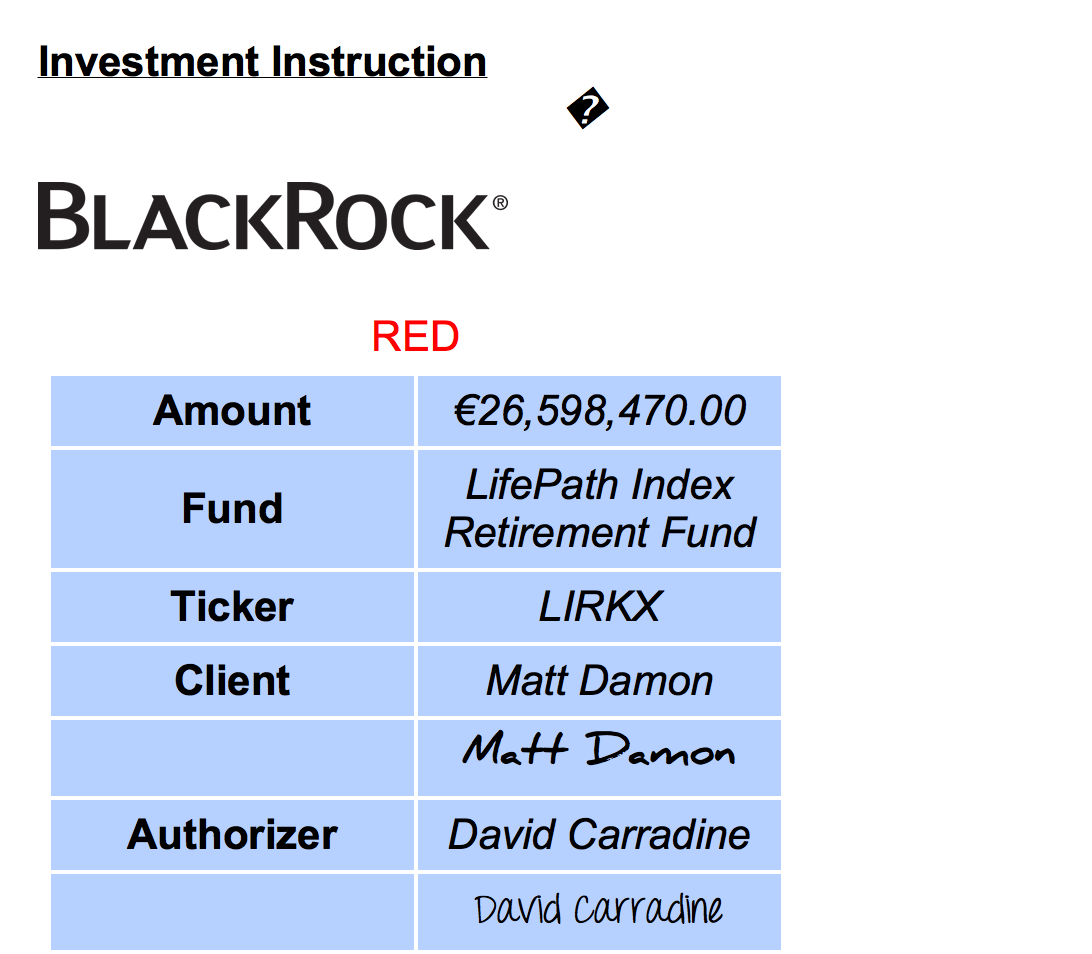 Investment Instruction
�
BLACKROCK®
RED
Amount €26,598,470.00
Fund LifePath Index
Retirement Fund
Ticker LIRKX
Client Matt Damon
Matt Damon
Authorizer David Carradine
David Carradine